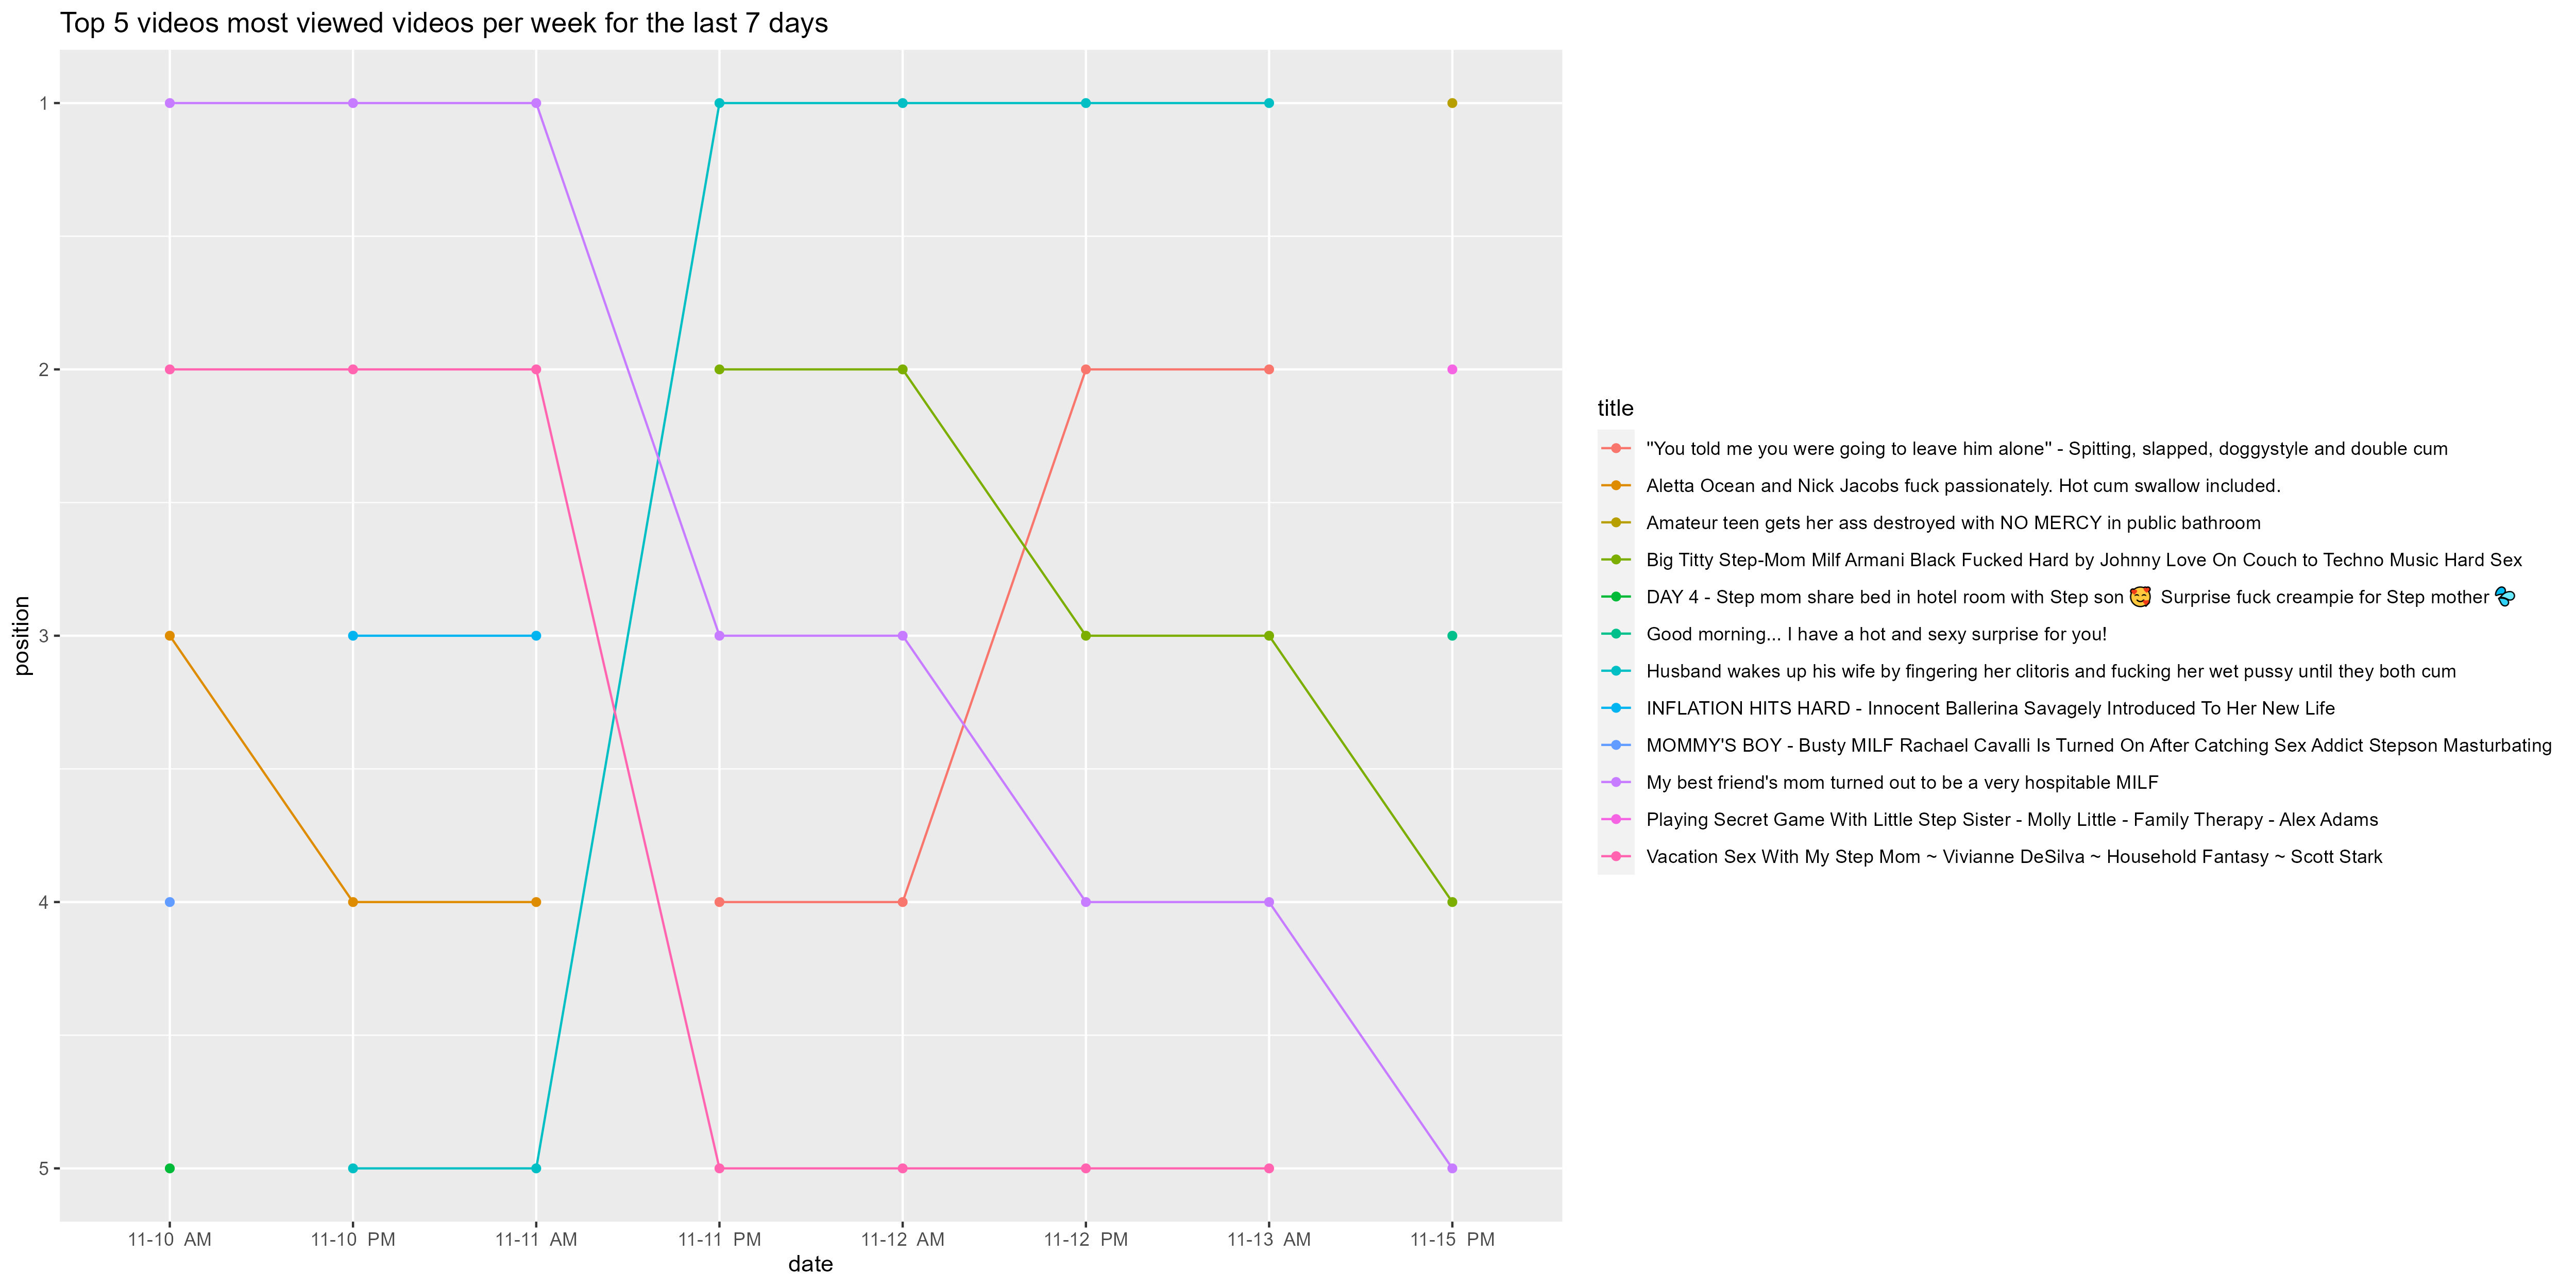 Top 5 videos most viewed videos per week for the last 7 days
position
1
2
3
4
5
11-10 AM
11-10 PM
11-11 AM
11-11 PM
11-12 AM
11-12 PM
11-13 AM
11-15 PM
date
title
"You told me you were going to leave him alone" - Spitting, slapped, doggystyle and double cum
Aletta Ocean and Nick Jacobs fuck passionately. Hot cum swallow included.
Amateur teen gets her ass destroyed with NO MERCY in public bathroom
Big Titty Step-Mom Milf Armani Black Fucked Hard by Johnny Love On Couch to Techno Music Hard Sex
DAY 4 - Step mom share bed in hotel room with Step son 🥰 Surprise fuck creampie for Step mother 💦
Good morning... I have a hot and sexy surprise for you!
Husband wakes up his wife by fingering her clitoris and fucking her wet pussy until they both cum
INFLATION HITS HARD - Innocent Ballerina Savagely Introduced To Her New Life
MOMMY'S BOY - Busty MILF Rachael Cavalli Is Turned On After Catching Sex Addict Stepson Masturbating
My best friend's mom turned out to be a very hospitable MILF
Playing Secret Game With Little Step Sister - Molly Little - Family Therapy - Alex Adams
Vacation Sex With My Step Mom ~ Vivianne DeSilva ~ Household Fantasy ~ Scott Stark